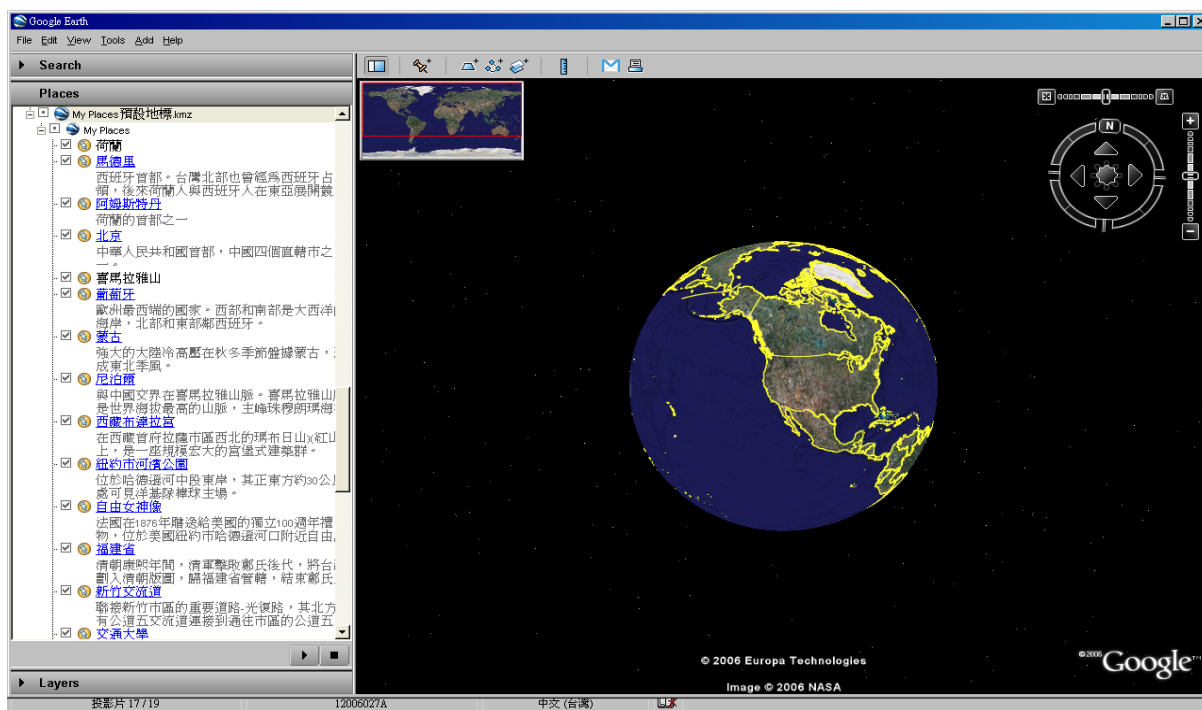 Google Earth
File Edit View Tools Add Help
Search
Places
My Places 預設地標.kmz
My Places
荷蘭
馬德里
西班牙首都。台灣北部也曾經為西班牙占
領，後來荷蘭人與西班牙人在東亞展開競
阿姆斯特丹
荷蘭的首都之一
北京
中華人民共和國首都，中國四個直轄市之
一。
喜馬拉雅山
葡萄牙
歐洲最西端的國家。西部和南部是大西洋
海岸，北部和東部鄰西班牙。
蒙古
強大的大陸冷高壓在秋冬季節盤據蒙古，
成東北季風。
尼泊爾
與中國交界在喜馬拉雅山脈。喜馬拉雅山
是世界海拔最高的山脈，主峰珠穆朗瑪海
西藏布達拉宮
在西藏首府拉薩市區西北的瑪布日山(紅山
上，是一座規模宏大的宮堡式建築群。
紐約市河濱公園
位於哈德遜河中段東岸，其正東方約30公
處可見洋基隊棒球主場。
自由女神像
法國在1876年贈送給美國的獨立100週年禮
物，位於美國紐約市哈德遜河口附近自由
福建省
清朝康熙年間，清軍擊敗鄭氏後代，將台
劃入清朝版圖，歸福建省管轄，結束鄭氏
新竹交流道
聯接新竹市區的重要道路-光復路，其北方
有公道五交流道連接到通往市區的公道五
交通大學
Layers
N
© 2006 Europa Technologies
Image © 2006 NASA
© 2006 Google™
投影片 17 / 19 12006027A 中文 (台灣)